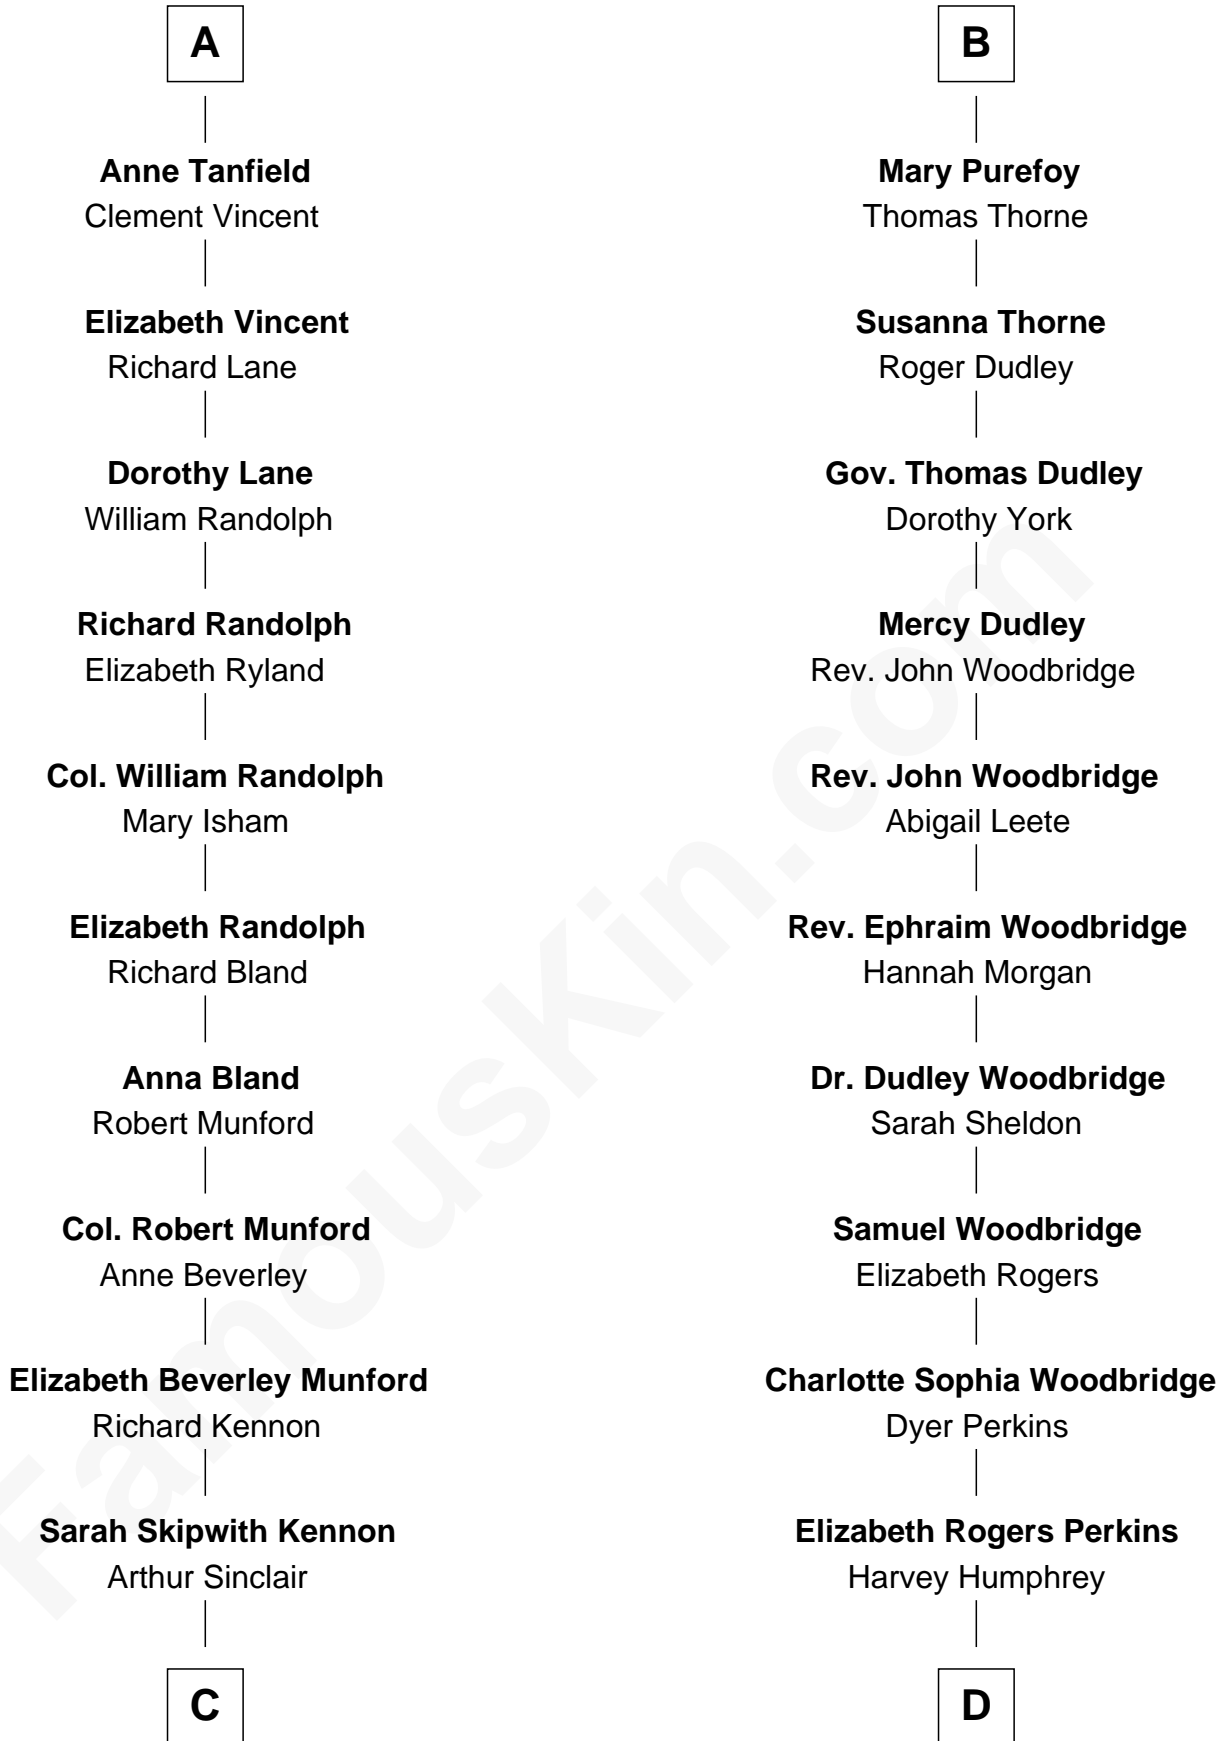 A
Anne Tanfield
Clement Vincent
Elizabeth Vincent
Richard Lane
Dorothy Lane
William Randolph
Richard Randolph
Elizabeth Ryland
Col. William Randolph
Mary Isham
Elizabeth Randolph
Richard Bland
Anna Bland
Robert Munford
Col. Robert Munford
Anne Beverley
Elizabeth Beverley Munford
Richard Kennon
Sarah Skipwith Kennon
Arthur Sinclair
C
B
Mary Purefoy
Thomas Thorne
Susanna Thorne
Roger Dudley
Gov. Thomas Dudley
Dorothy York
Mercy Dudley
Rev. John Woodbridge
Rev. John Woodbridge
Abigail Leete
Rev. Ephraim Woodbridge
Hannah Morgan
Dr. Dudley Woodbridge
Sarah Sheldon
Samuel Woodbridge
Elizabeth Rogers
Charlotte Sophia Woodbridge
Dyer Perkins
Elizabeth Rogers Perkins
Harvey Humphrey
D
FamousKin.com